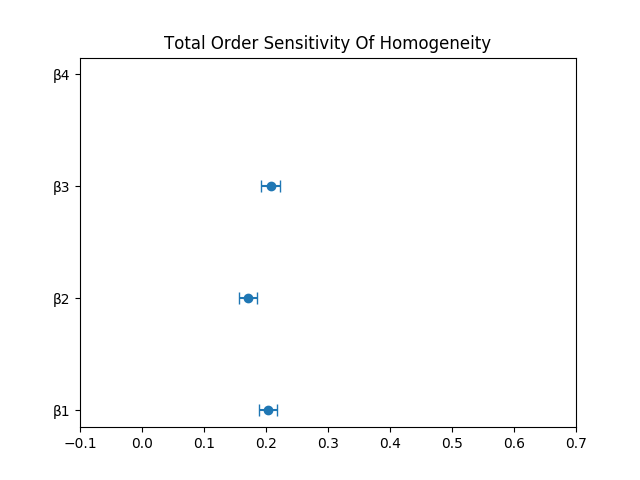 Total Order Sensitivity Of Homogeneity
β4
β3
β2
β1
−0.1 0.0 0.1 0.2 0.3 0.4 0.5 0.6 0.7